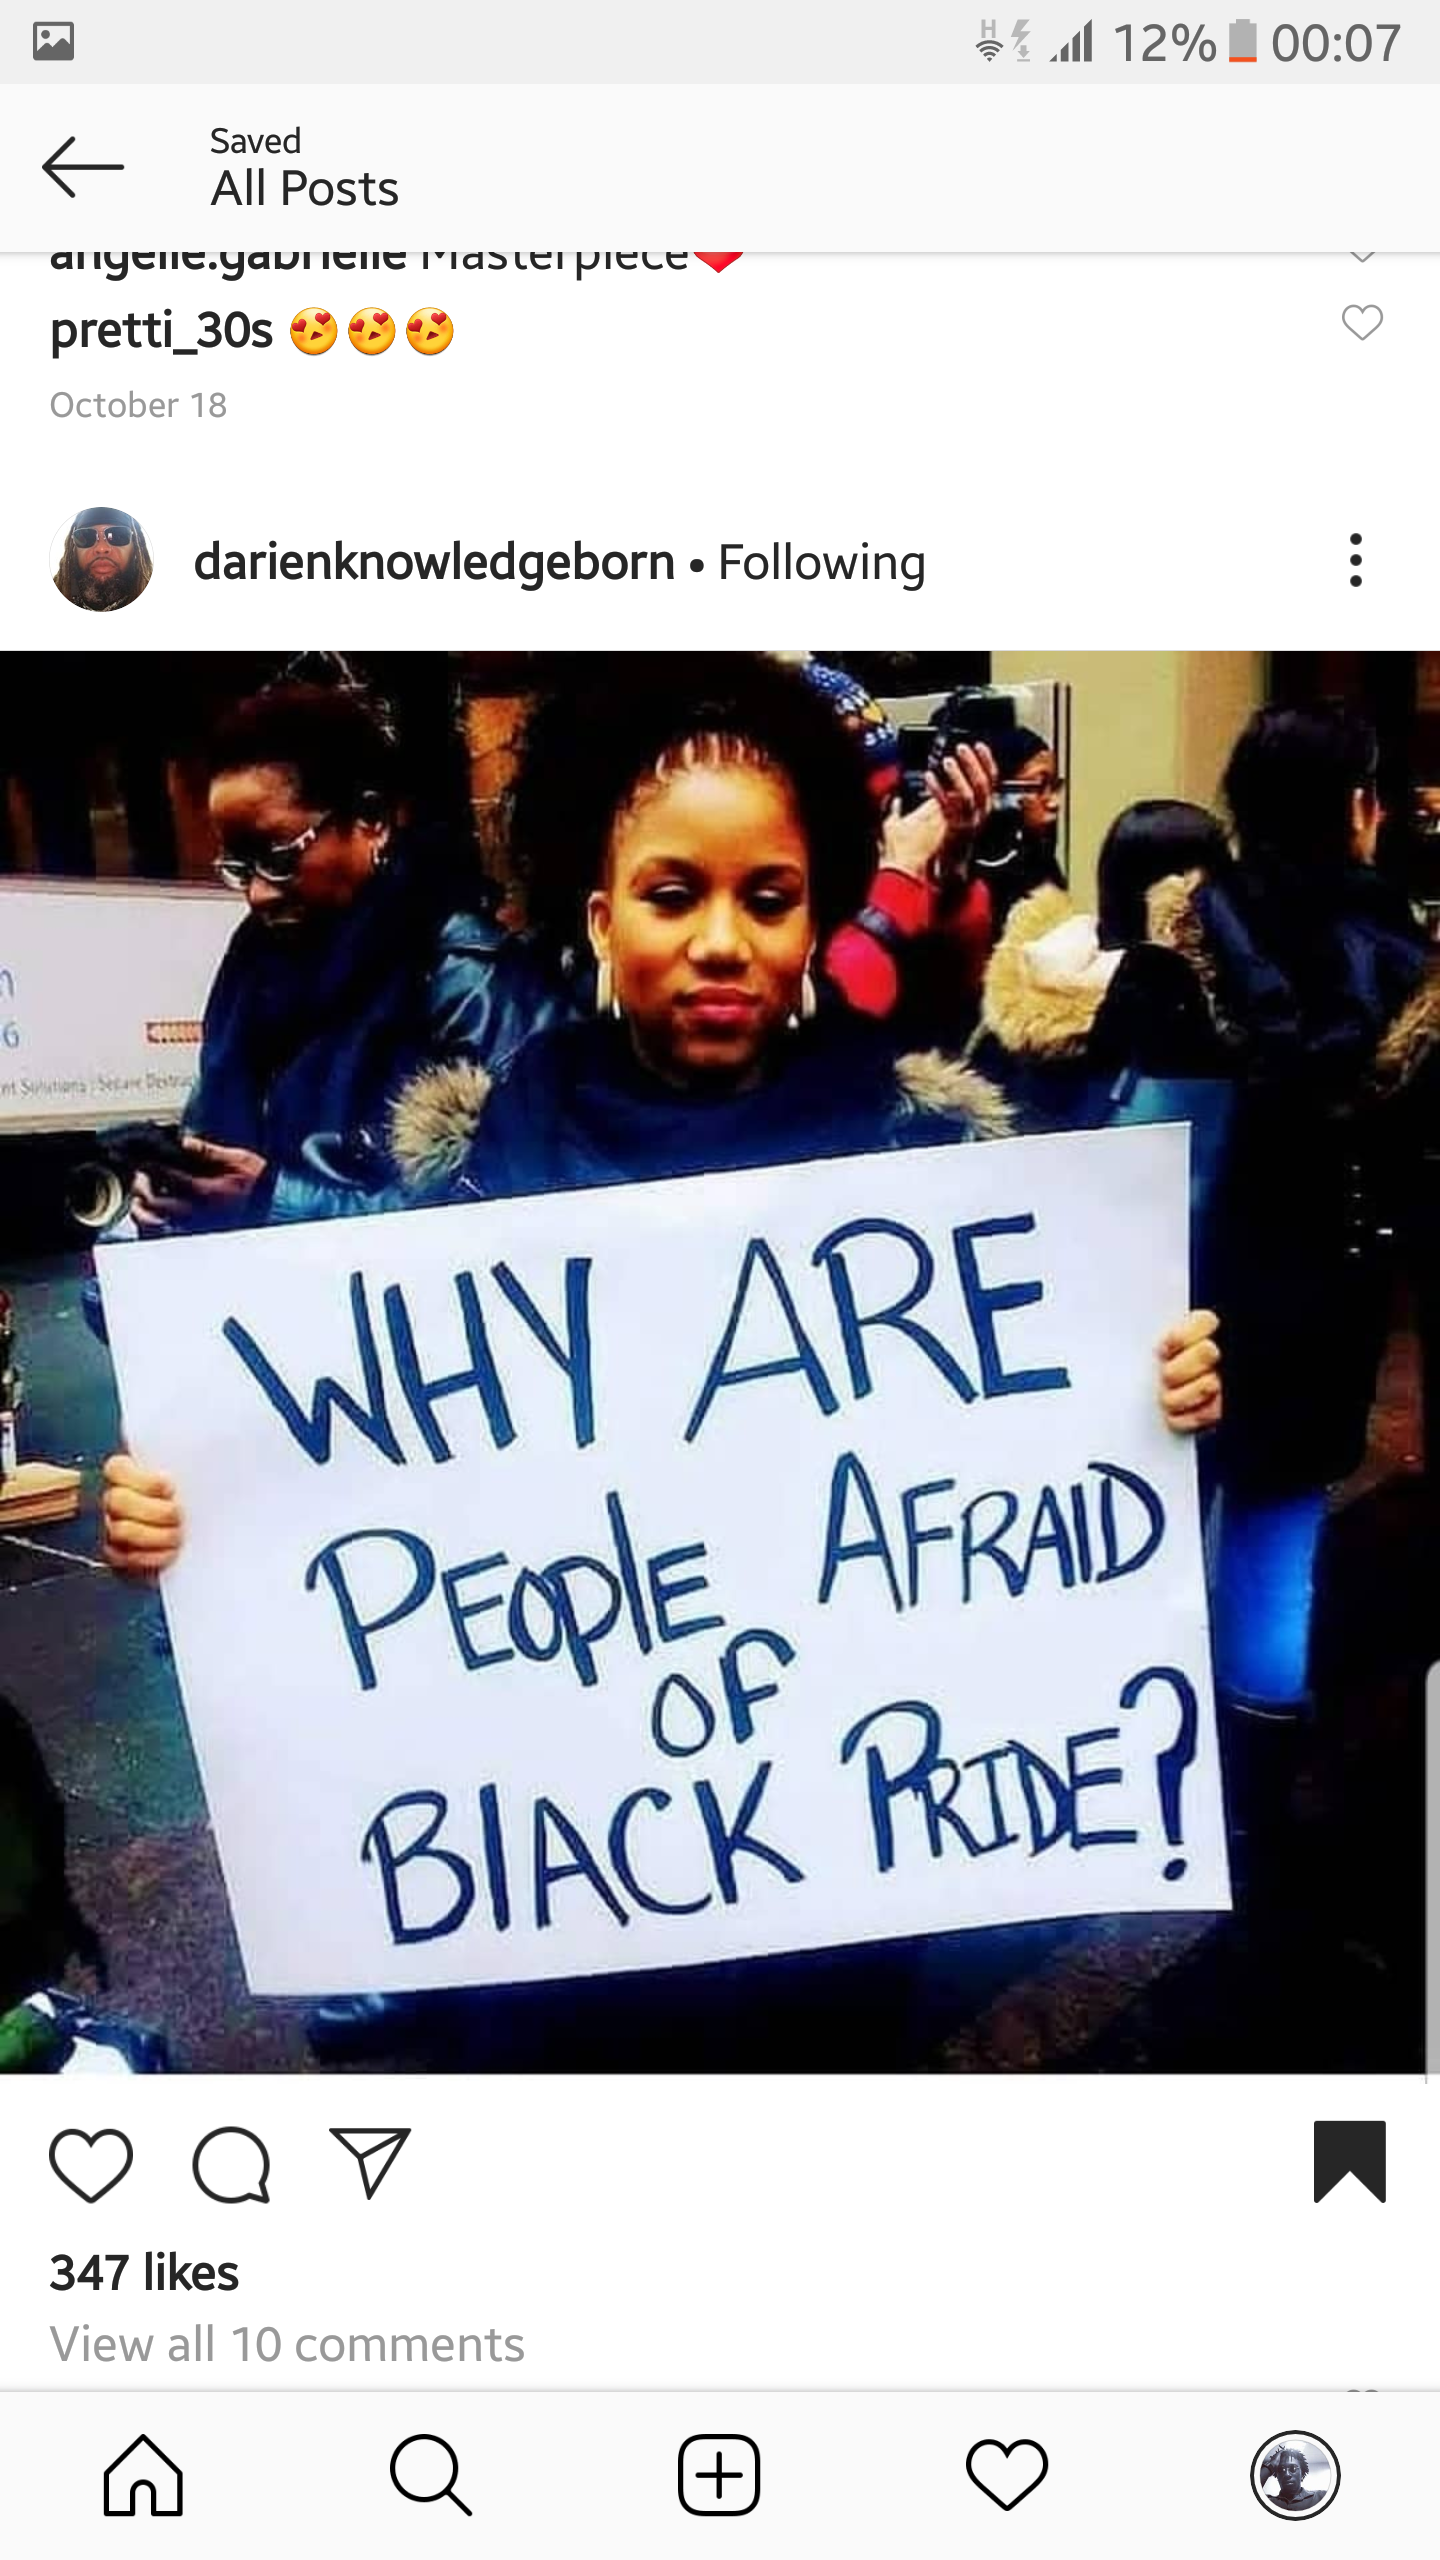 12% 00:07
Saved
All Posts
angelle.gabrielle Masterpiece❤
pretti_30s 😍😍😍
October 18
darienknowledgeborn • Following
6
WHY ARE
PEOPlE AFRAID
OF
BlACK PRIDE?
347 likes
View all 10 comments